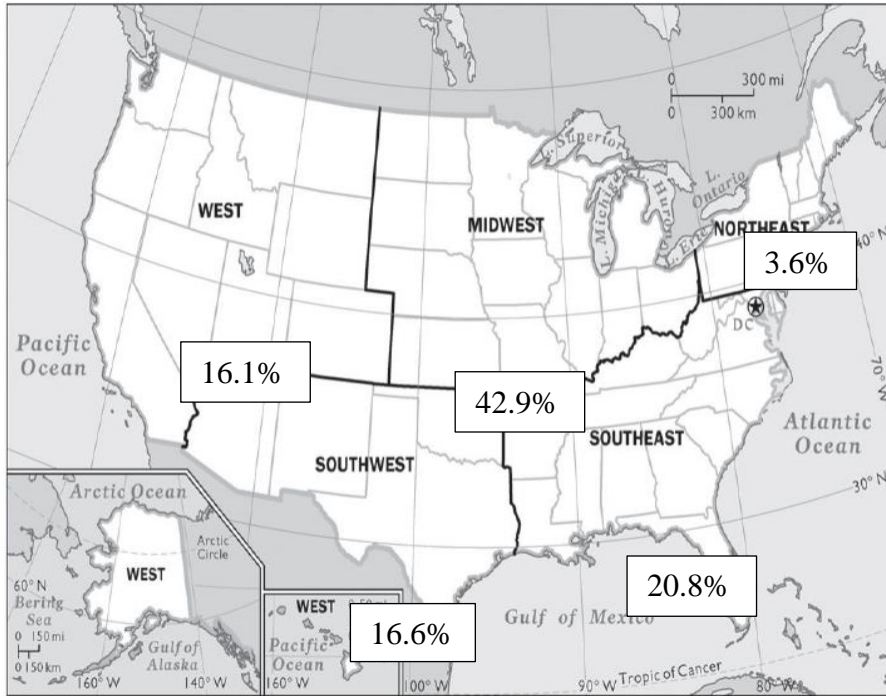 0 300 mi
0 300 km
L. Superior
L. Michigan
L. Huro
L. Ontario
L. Erie
WEST
MIDWEST
NORTHEAST
40° N
3.6%
DC
Pacific
Ocean
16.1%
42.9%
70° W
Atlantic
Ocean
SOUTHEAST
SOUTHWEST
30° N
Arctic Ocean
Arctic
Circle
WEST
60° N
Bering
Sea
0 150 mi
0 150 km
Gulf of
Alaska
160° W
140° W
WEST
Pacific
Ocean
160° W
16.6%
20.8%
Gulf of Mexico
Tropic of Cancer
100° W
90° W
80° W